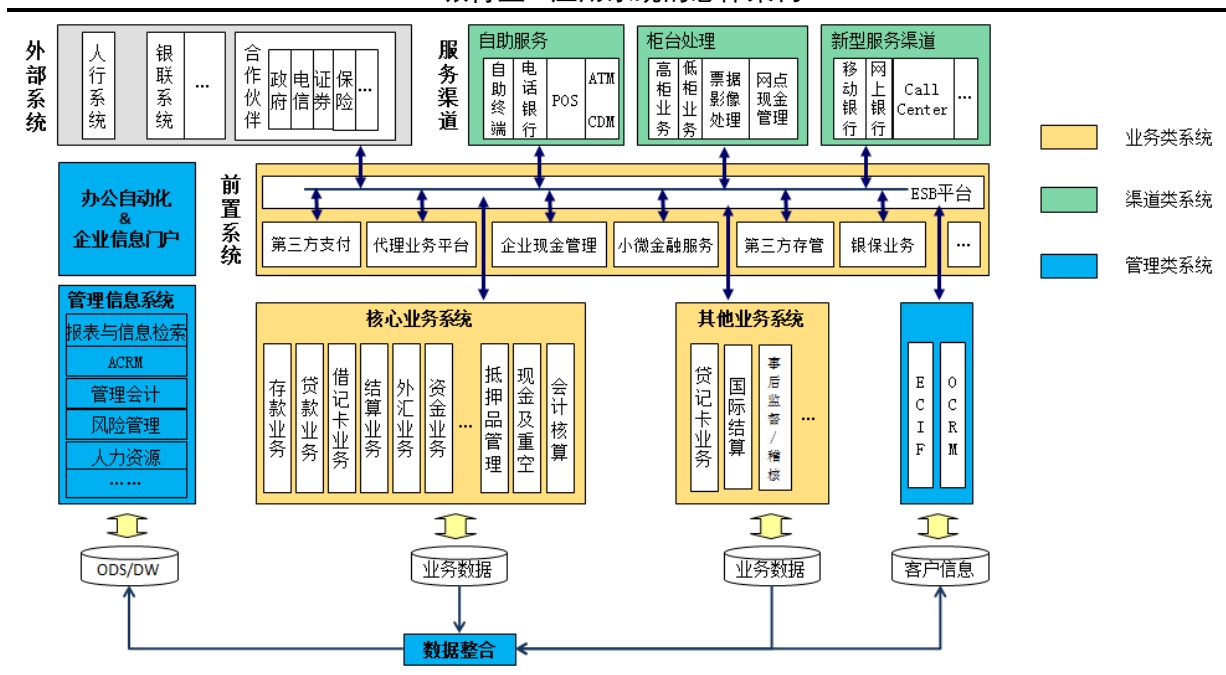 外部系统
人行系统
银联系统
…
合作伙伴
政府
电信
证券
保险
…
服务渠道
自助服务
自助终端
电话银行
POS
ATM
CDM
柜台处理
高柜业务
低柜业务
票据影像处理
网点现金管理
新型服务渠道
移动银行
网上银行
Call
Center
…
业务类系统
渠道类系统
管理类系统
办公自动化
&
企业信息门户
前置系统
ESB平台
第三方支付
代理业务平台
企业现金管理
小微金融服务
第三方存管
银保业务
…
管理信息系统
报表与信息检索
ACRM
管理会计
风险管理
人力资源
……
核心业务系统
存款业务
贷款业务
借记卡业务
结算业务
外汇业务
资金业务
…
抵押品管理
现金及重空
会计核算
其他业务系统
贷记卡业务
国际结算
事后监督/稽核
…
ECIF
OCRM
ODS/DW
业务数据
业务数据
客户信息
数据整合